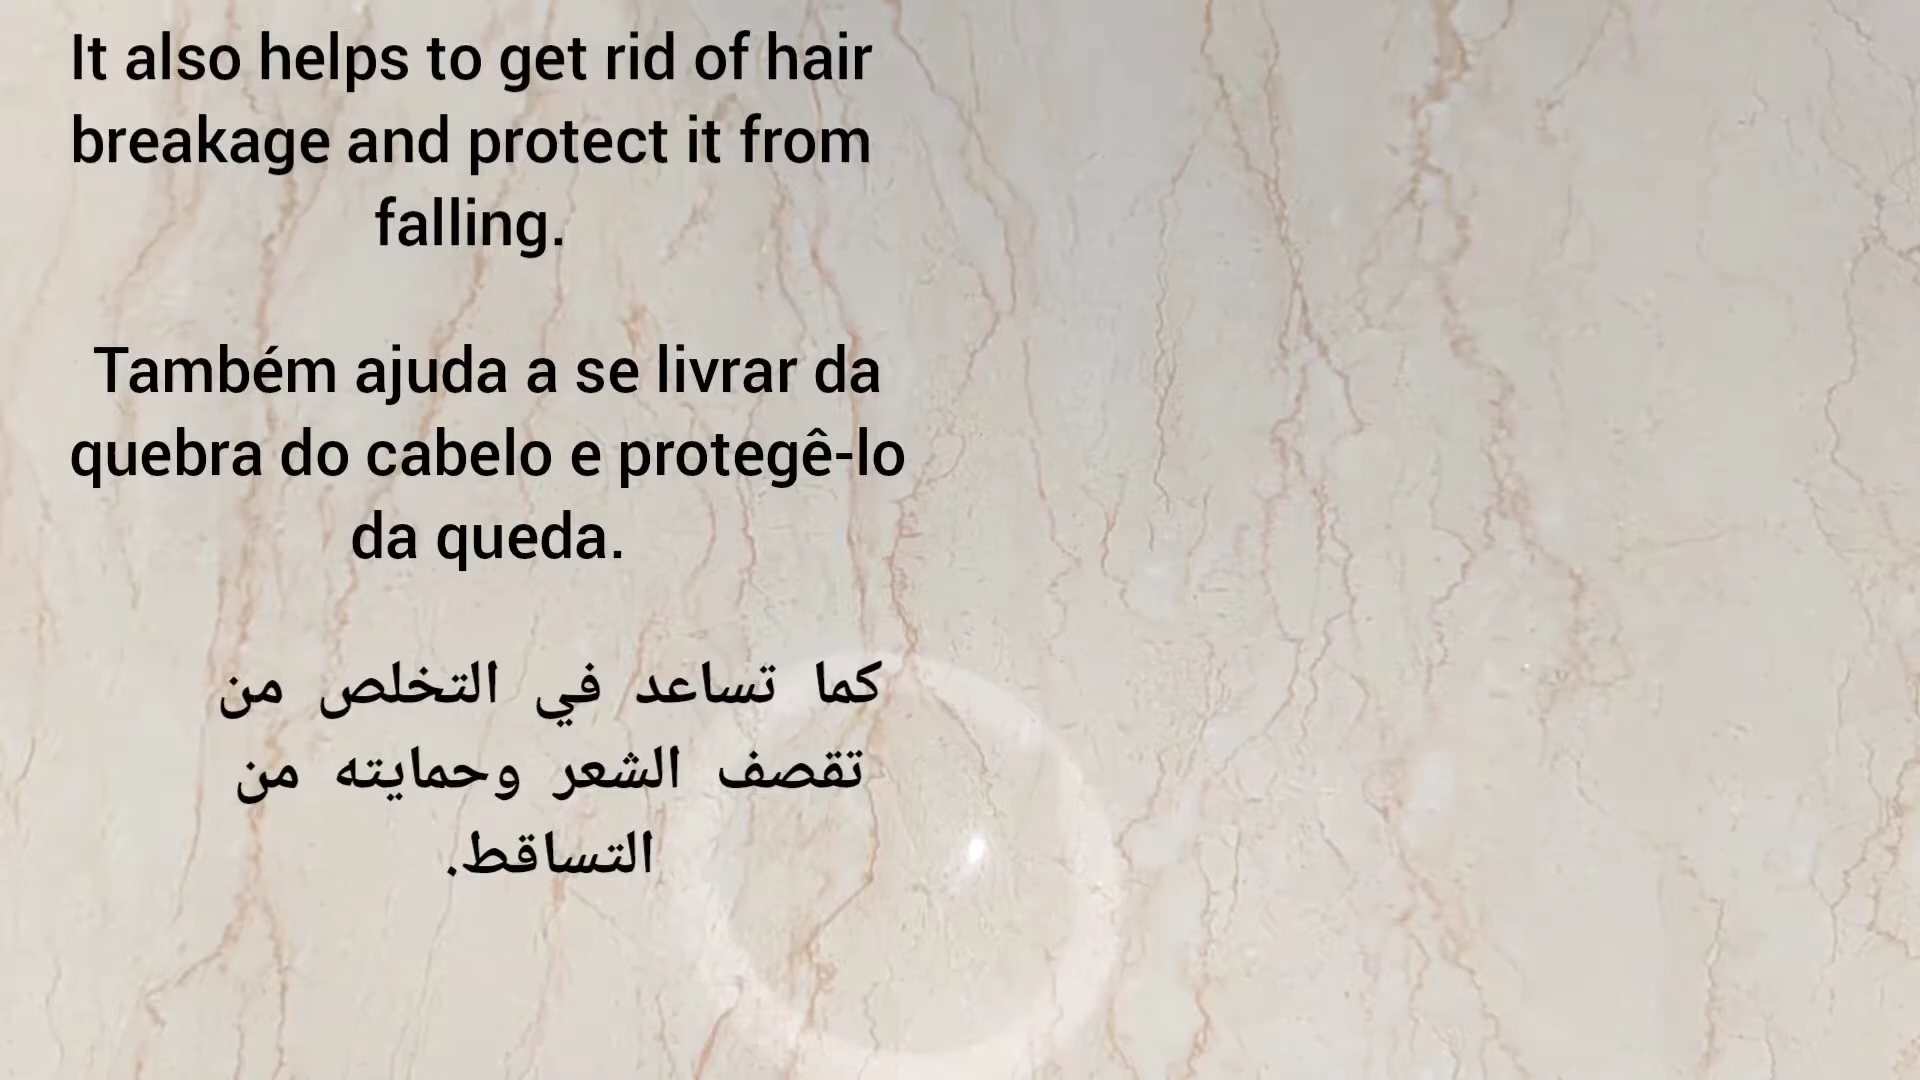 It also helps to get rid of hair
breakage and protect it from
falling.
Também ajuda a se livrar da
quebra do cabelo e protegê-lo
da queda.
كما تساعد في التخلص من
تقصف الشعر وحمايته من
التساقط.